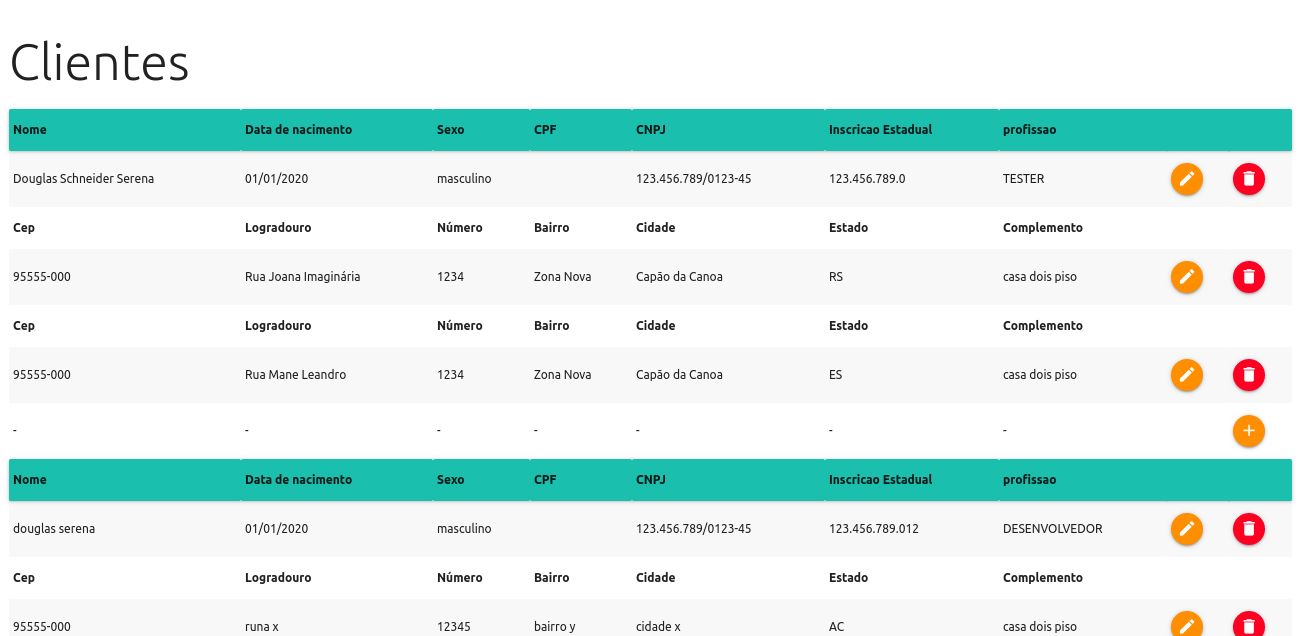 Clientes
Nome Data de nacimento Sexo CPF CNPJ Inscricao Estadual profissao
Douglas Schneider Serena 01/01/2020 masculino 123.456.789/0123-45 123.456.789.0 TESTER
Cep Logradouro Número Bairro Cidade Estado Complemento
95555-000 Rua Joana Imaginária 1234 Zona Nova Capão da Canoa RS casa dois piso
Cep Logradouro Número Bairro Cidade Estado Complemento
95555-000 Rua Mane Leandro 1234 Zona Nova Capão da Canoa ES casa dois piso
- - - - - - -
Nome Data de nacimento Sexo CPF CNPJ Inscricao Estadual profissao
douglas serena 01/01/2020 masculino 123.456.789/0123-45 123.456.789.012 DESENVOLVEDOR
Cep Logradouro Número Bairro Cidade Estado Complemento
95555-000 runa x 12345 bairro y cidade x AC casa dois piso